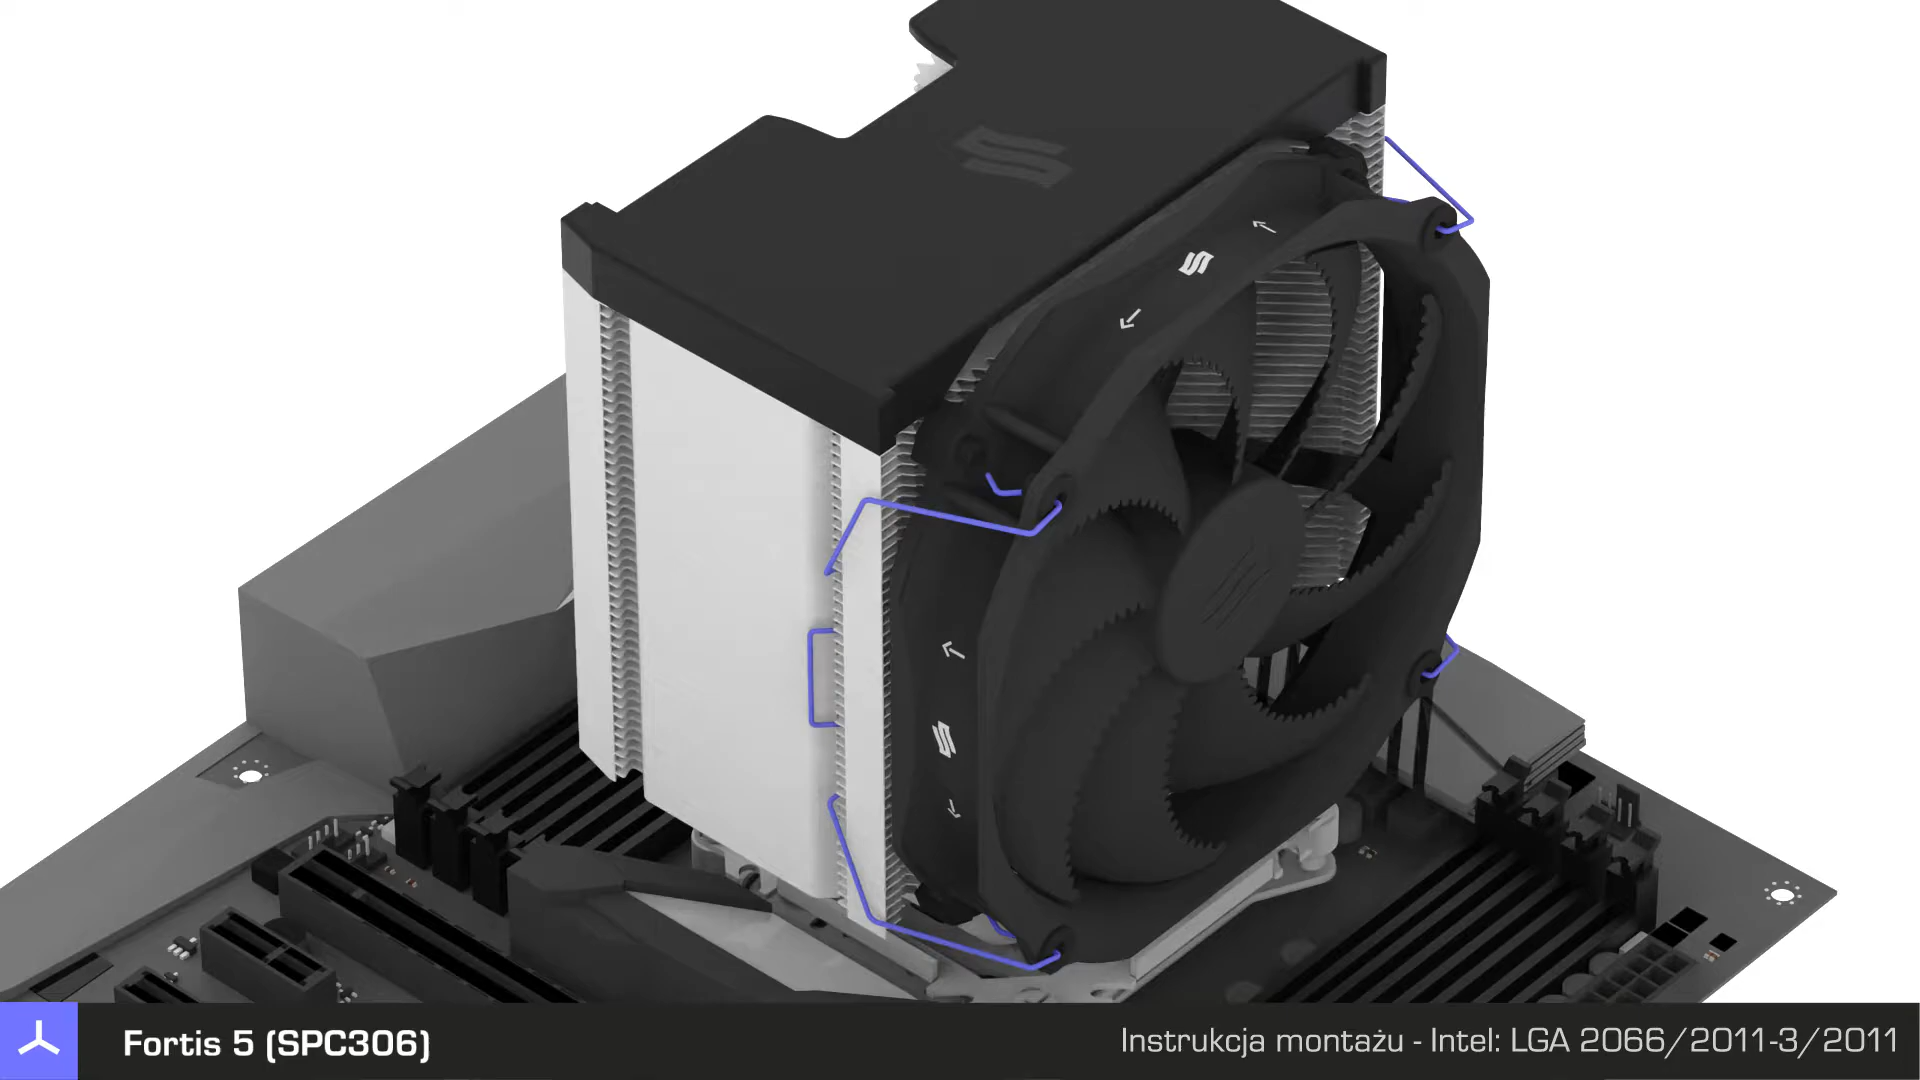 Fortis 5 (SPC306)
Instrukcja montażu - Intel: LGA 2066/2011-3/2011